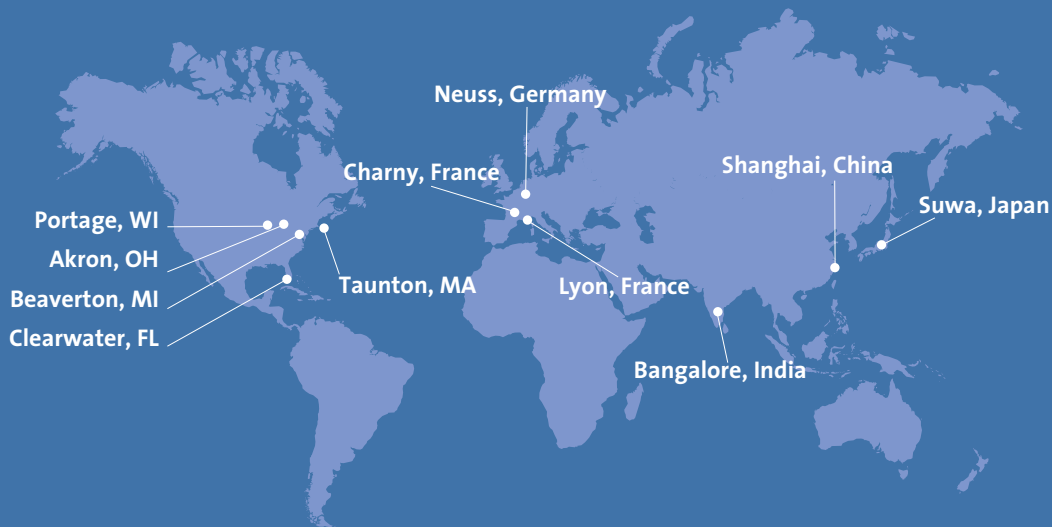 Neuss, Germany
Charny, France
Shanghai, China
Suwa, Japan
Portage, WI
Akron, OH
Beaverton, MI
Clearwater, FL
Taunton, MA
Lyon, France
Bangalore, India